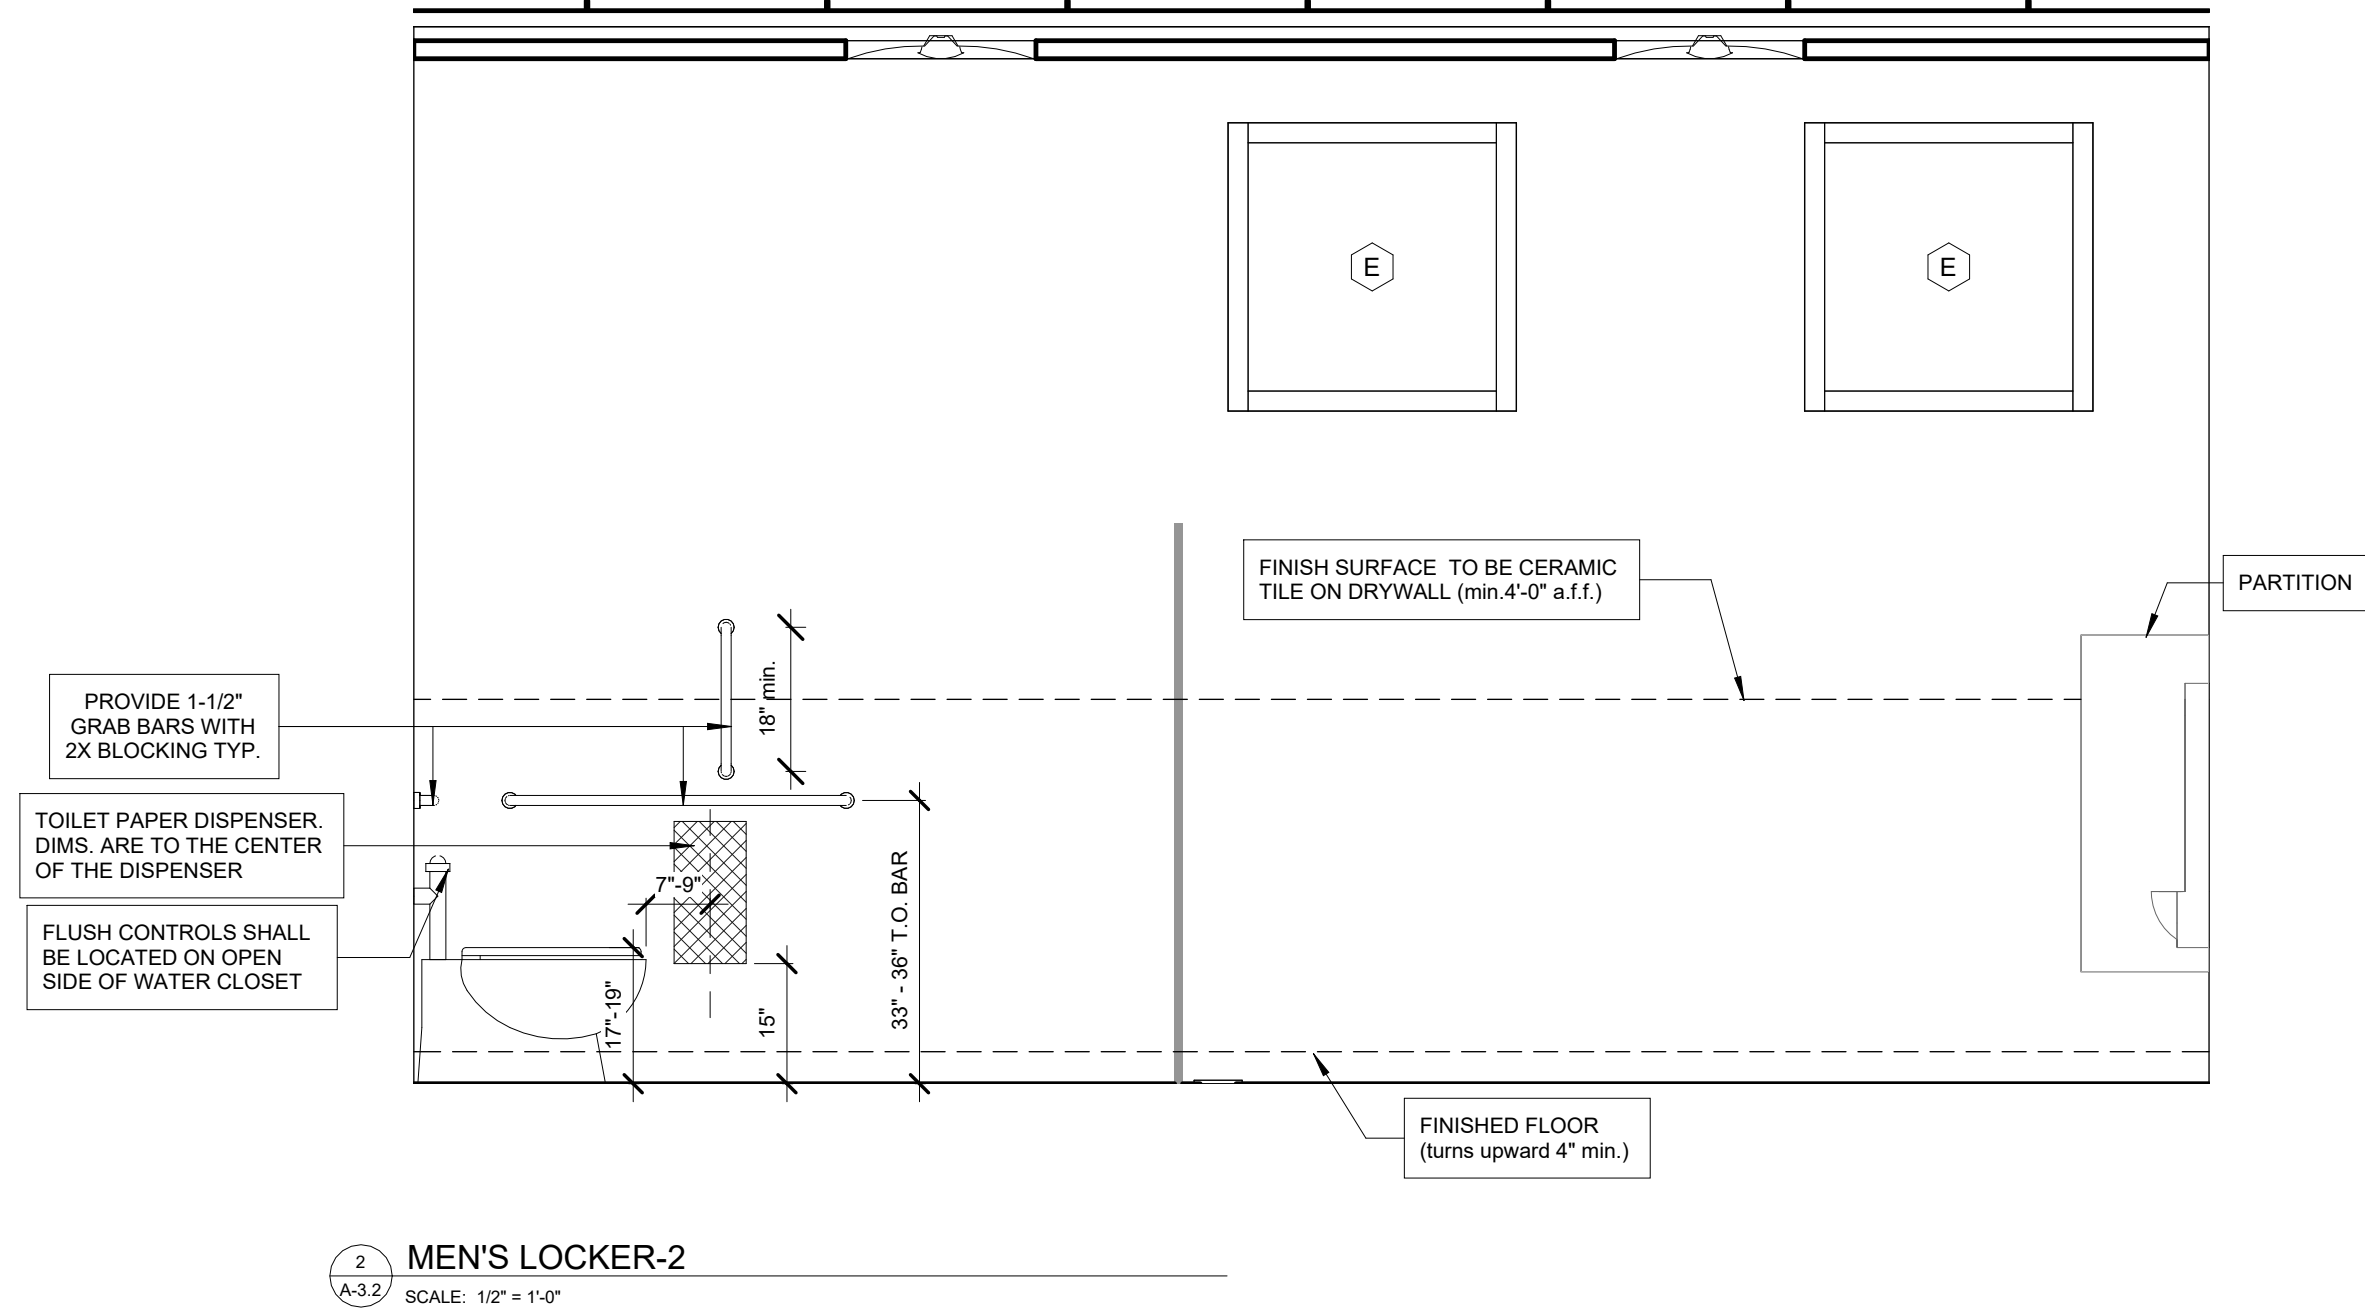 E
E
FINISH SURFACE  TO BE CERAMIC
TILE ON DRYWALL (min.4'-0" a.f.f.)
PARTITION
PROVIDE 1-1/2"
GRAB BARS WITH
2X BLOCKING TYP.
18" min.
TOILET PAPER DISPENSER.
DIMS. ARE TO THE CENTER
OF THE DISPENSER
7"-9"
33" - 36" T.O. BAR
FLUSH CONTROLS SHALL
BE LOCATED ON OPEN
SIDE OF WATER CLOSET
17"-19"
15"
FINISHED FLOOR
(turns upward 4" min.)
2
A-3.2
MEN'S LOCKER-2
SCALE:  1/2" = 1'-0"